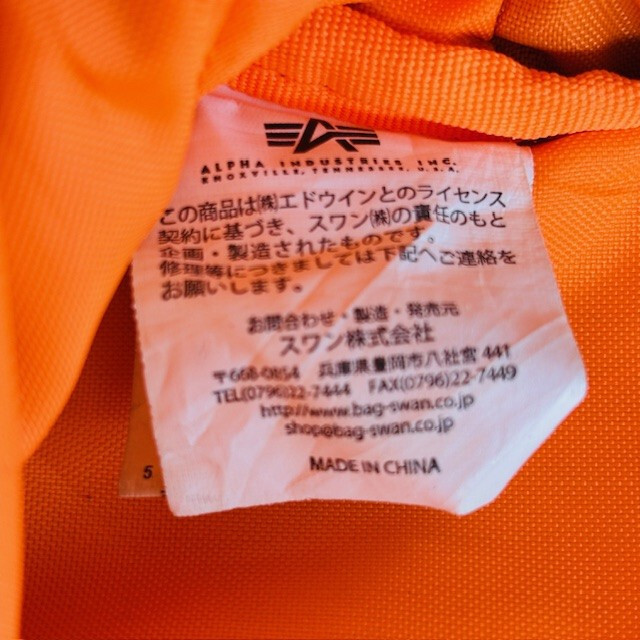 ALPHA INDUSTRIES, INC.
KNOXVILLE, TENNESSEE, U.S.A.
この商品は㈱エドウインとのライセンス
契約に基づき、スワン㈱の責任のもと
企画・製造されたものです。
修理等につきましては下記へご連絡を
お願いします。
お問合わせ・製造・発売元
スワン株式会社
〒668-0854 兵庫県豊岡市八社宮 441
TEL(0796)22-7444 FAX(0796)22-7449
http://www.bag-swan.co.jp
shop@bag-swan.co.jp
MADE IN CHINA
5